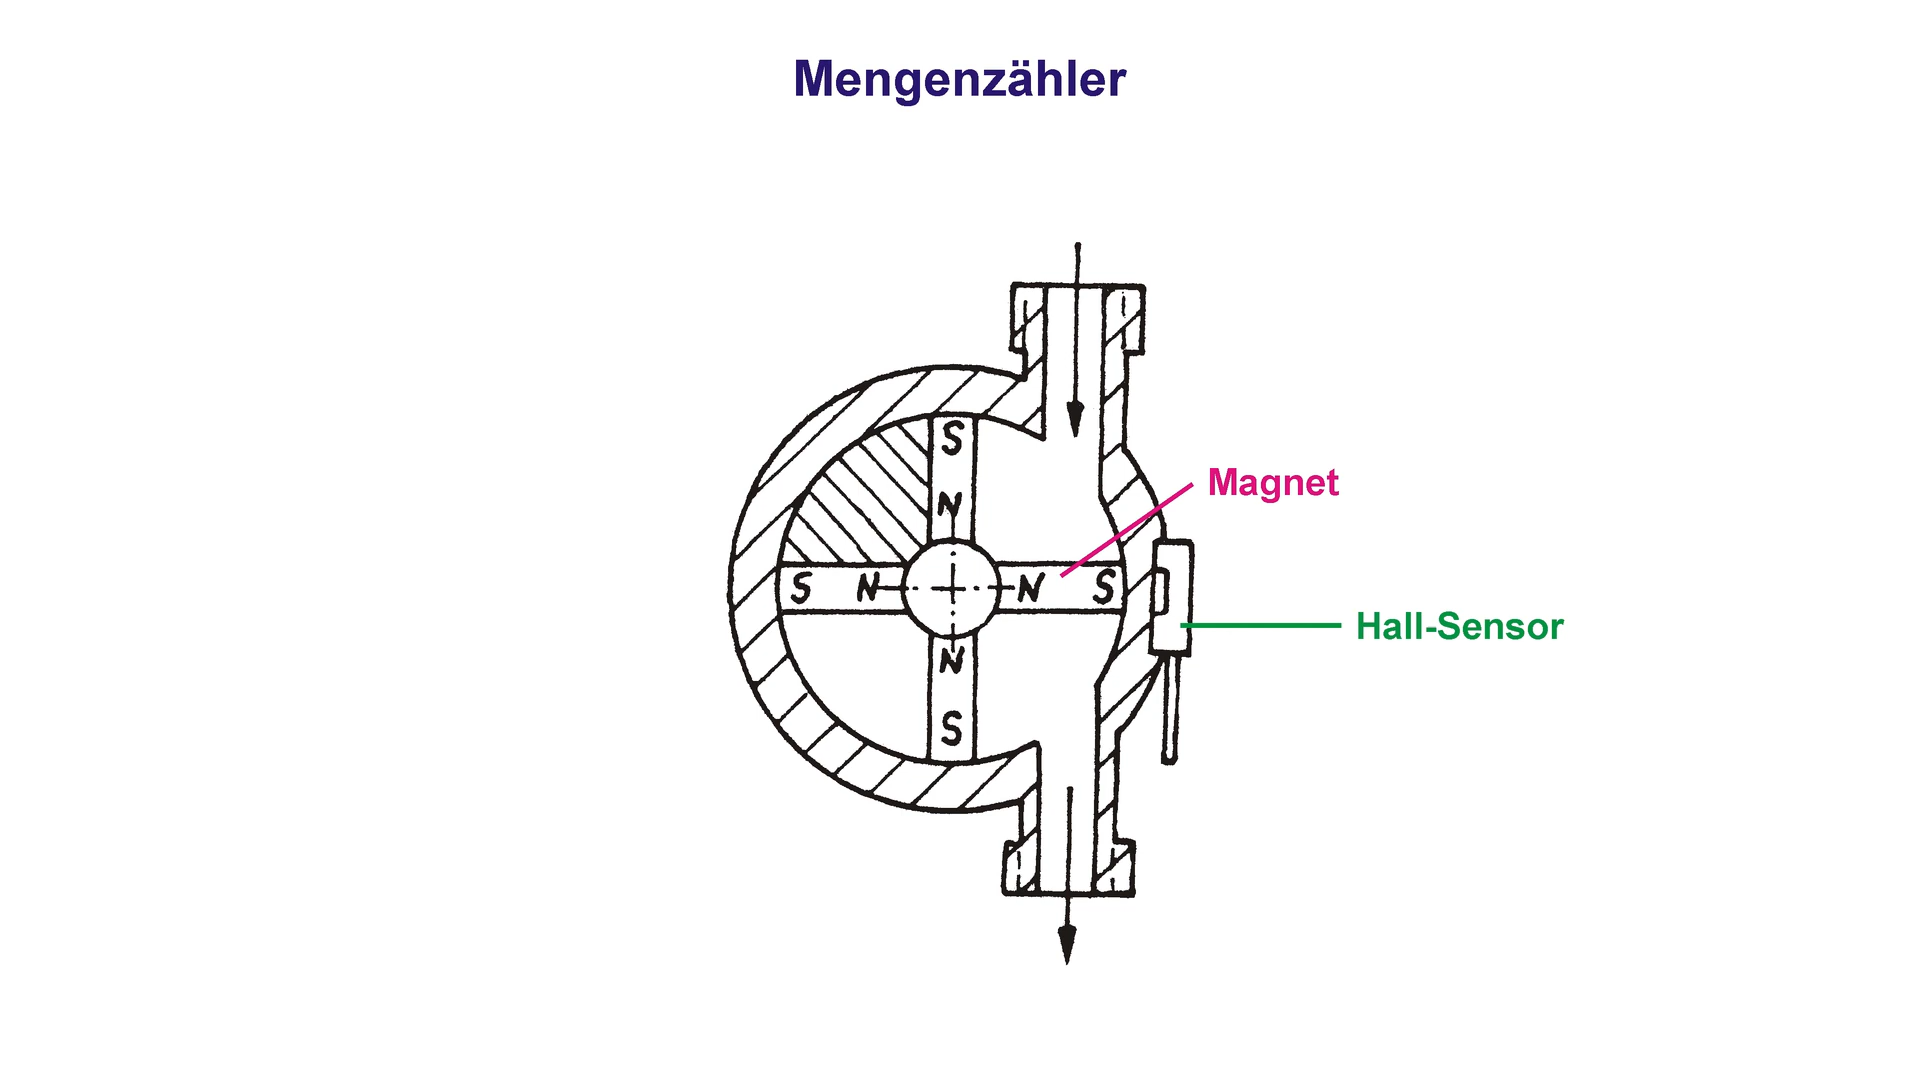 Mengenzähler
S
N
Magnet
S N N S
Hall-Sensor
N
S